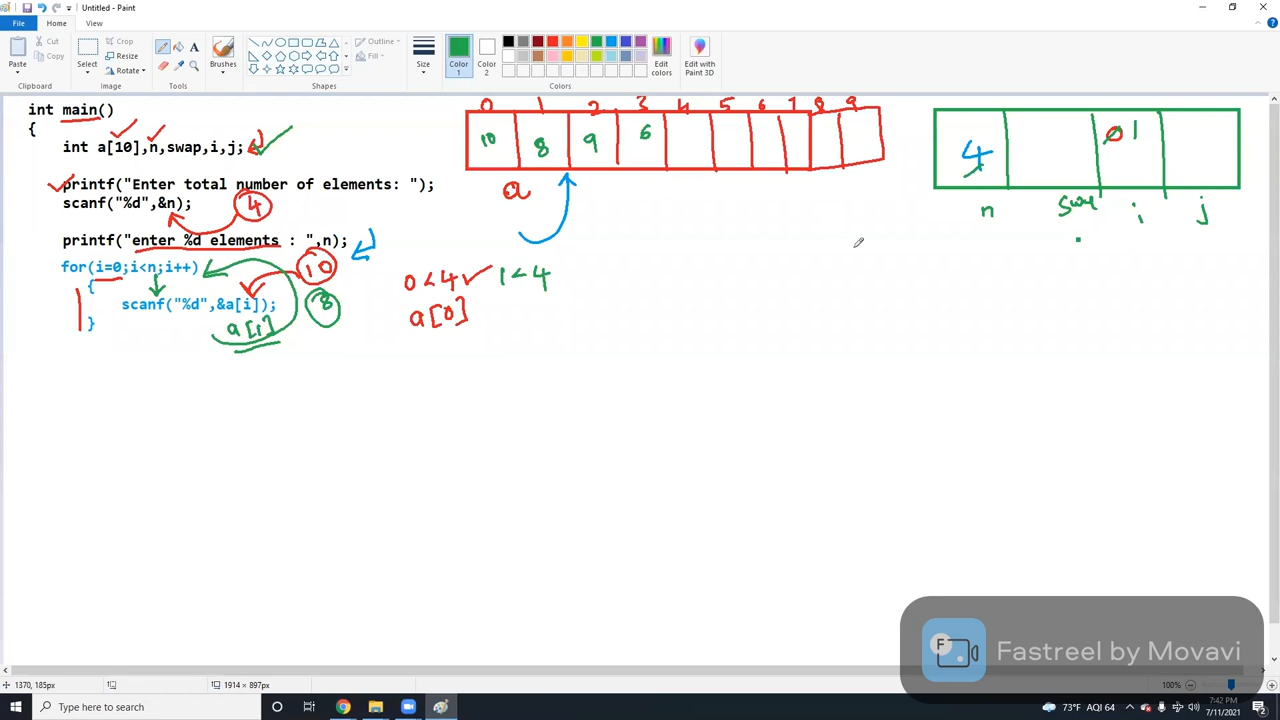 Untitled - Paint
File Home View
Paste
Cut
Copy
Clipboard
Select
Crop
Resize
Rotate
Image
Tools
Brushes
Shapes
Outline
Fill
Size
Color 1
Color 2
Colors
Edit colors
Edit with Paint 3D
int main()
{
int a[10],n,swap,i,j;
printf("Enter total number of elements: ");
scanf("%d",&n);
4
printf("enter %d elements : ",n);
for(i=0;i<n;i++)
10
{
scanf("%d",&a[i]);
8
a[1]
}
0 1 2 3 4 5 6 7 8 9
10 8 9 6
a
0<4 1<4
a[0]
4 0 1
n swap i j
Fastreel by Movavi
1370, 185px
1914 × 897px
100%
Type here to search
73°F AQI 64
7:42 PM
7/11/2021
2